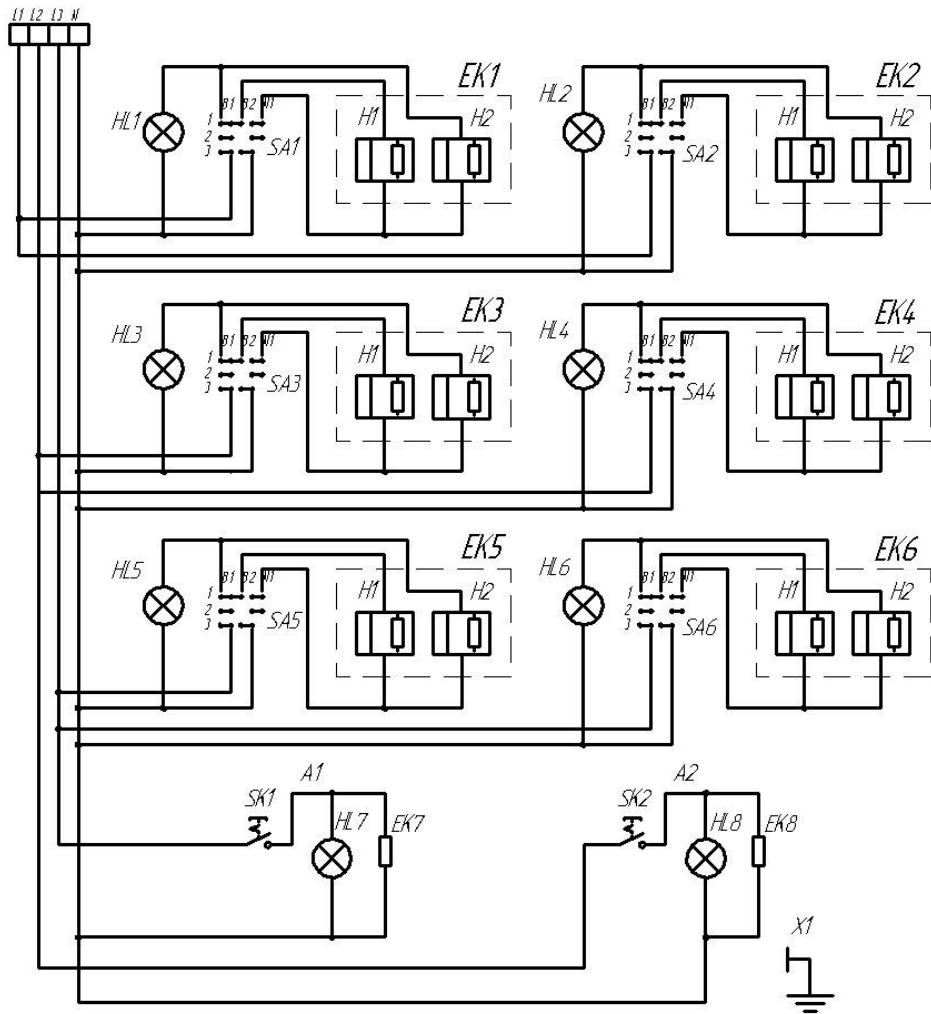 L1 L2 L3 N
EK1 EK2
HL1 B1 B2 N1 H1 H2 HL2 B1 B2 N1 H1 H2
1 1
2 2
3 SA1 3 SA2
EK3 EK4
HL3 B1 B2 N1 H1 H2 HL4 B1 B2 N1 H1 H2
1 1
2 2
3 SA3 3 SA4
EK5 EK6
HL5 B1 B2 N1 H1 H2 HL6 B1 B2 N1 H1 H2
1 1
2 2
3 SA5 3 SA6
A1 A2
SK1 HL7 EK7 SK2 HL8 EK8
X1